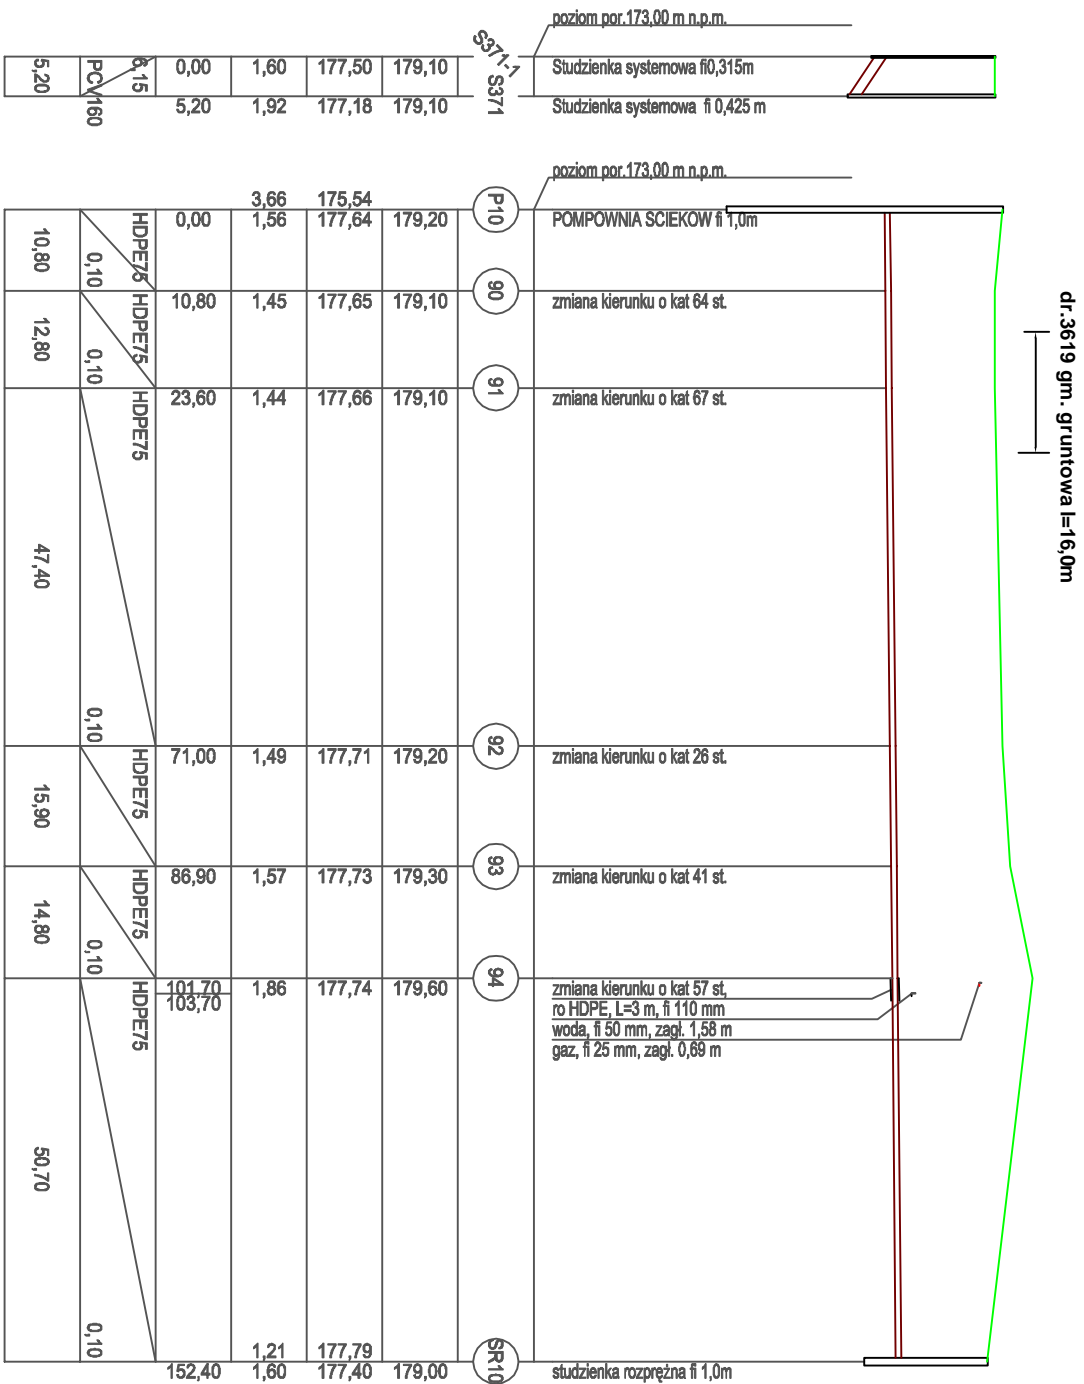 poziom por.173,00 m n.p.m.
5,20 PCV160 6,15 0,00 1,60 177,50 179,10 S371-1 Studzienka systemowa fi0,315m
5,20 1,92 177,18 179,10 S371 Studzienka systemowa fi 0,425 m
poziom por.173,00 m n.p.m.
3,66 175,54
0,00 1,56 177,64 179,20 P10 POMPOWNIA SCIEKOW fi 1,0m
10,80 0,10 HDPE75
10,80 1,45 177,65 179,10 90 zmiana kierunku o kat 64 st.
12,80 0,10 HDPE75
23,60 1,44 177,66 179,10 91 zmiana kierunku o kat 67 st.
47,40 0,10 HDPE75
71,00 1,49 177,71 179,20 92 zmiana kierunku o kat 26 st.
15,90 HDPE75
86,90 1,57 177,73 179,30 93 zmiana kierunku o kat 41 st.
14,80 0,10 HDPE75
101,70 1,86 177,74 179,60 94 zmiana kierunku o kat 57 st,
103,70
ro HDPE, L=3 m, fi 110 mm
woda, fi 50 mm, zagł. 1,58 m
gaz, fi 25 mm, zagł. 0,69 m
50,70 0,10 HDPE75
1,21 177,79
152,40 1,60 177,40 179,00 SR10 studzienka rozprężna fi 1,0m
dr.3619 gm. gruntowa l=16,0m